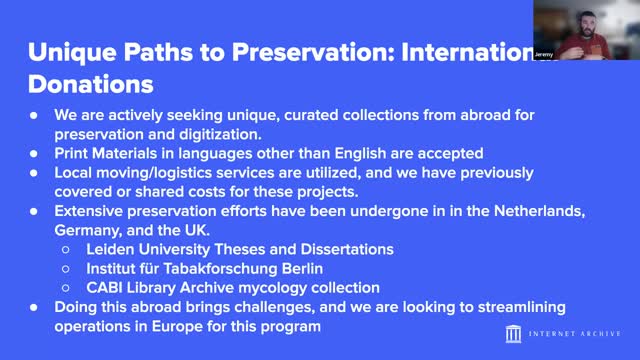 Unique Paths to Preservation: Internation
Donations
● We are actively seeking unique, curated collections from abroad for
preservation and digitization.
● Print Materials in languages other than English are accepted
● Local moving/logistics services are utilized, and we have previously
covered or shared costs for these projects.
● Extensive preservation efforts have been undergone in in the Netherlands,
Germany, and the UK.
○ Leiden University Theses and Dissertations
○ Institut für Tabakforschung Berlin
○ CABI Library Archive mycology collection
● Doing this abroad brings challenges, and we are looking to streamlining
operations in Europe for this program
INTERNET ARCHIVE
Jeremy